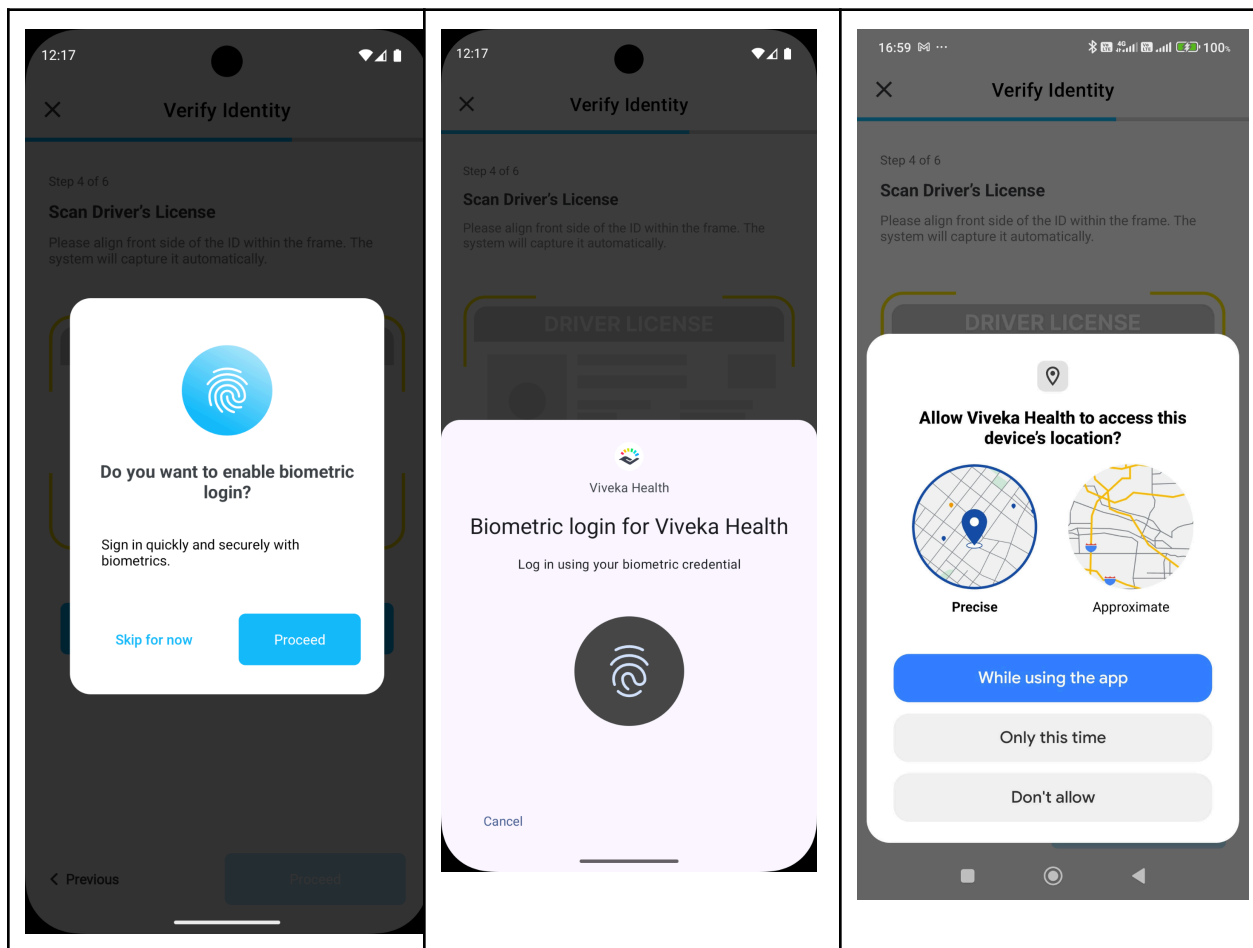 12:17
Verify Identity
Step 4 of 6
Scan Driver's License
Please align front side of the ID within the frame. The
system will capture it automatically.
Do you want to enable biometric
login?
Sign in quickly and securely with
biometrics.
Skip for now
Proceed
Previous
Proceed
12:17
Verify Identity
Step 4 of 6
Scan Driver's License
Please align front side of the ID within the frame. The
system will capture it automatically.
DRIVER LICENSE
Viveka Health
Biometric login for Viveka Health
Log in using your biometric credential
Cancel
16:59
4G
100%
Verify Identity
Step 4 of 6
Scan Driver's License
Please align front side of the ID within the frame. The
system will capture it automatically.
DRIVER LICENSE
Allow Viveka Health to access this
device's location?
Precise
Approximate
While using the app
Only this time
Don't allow